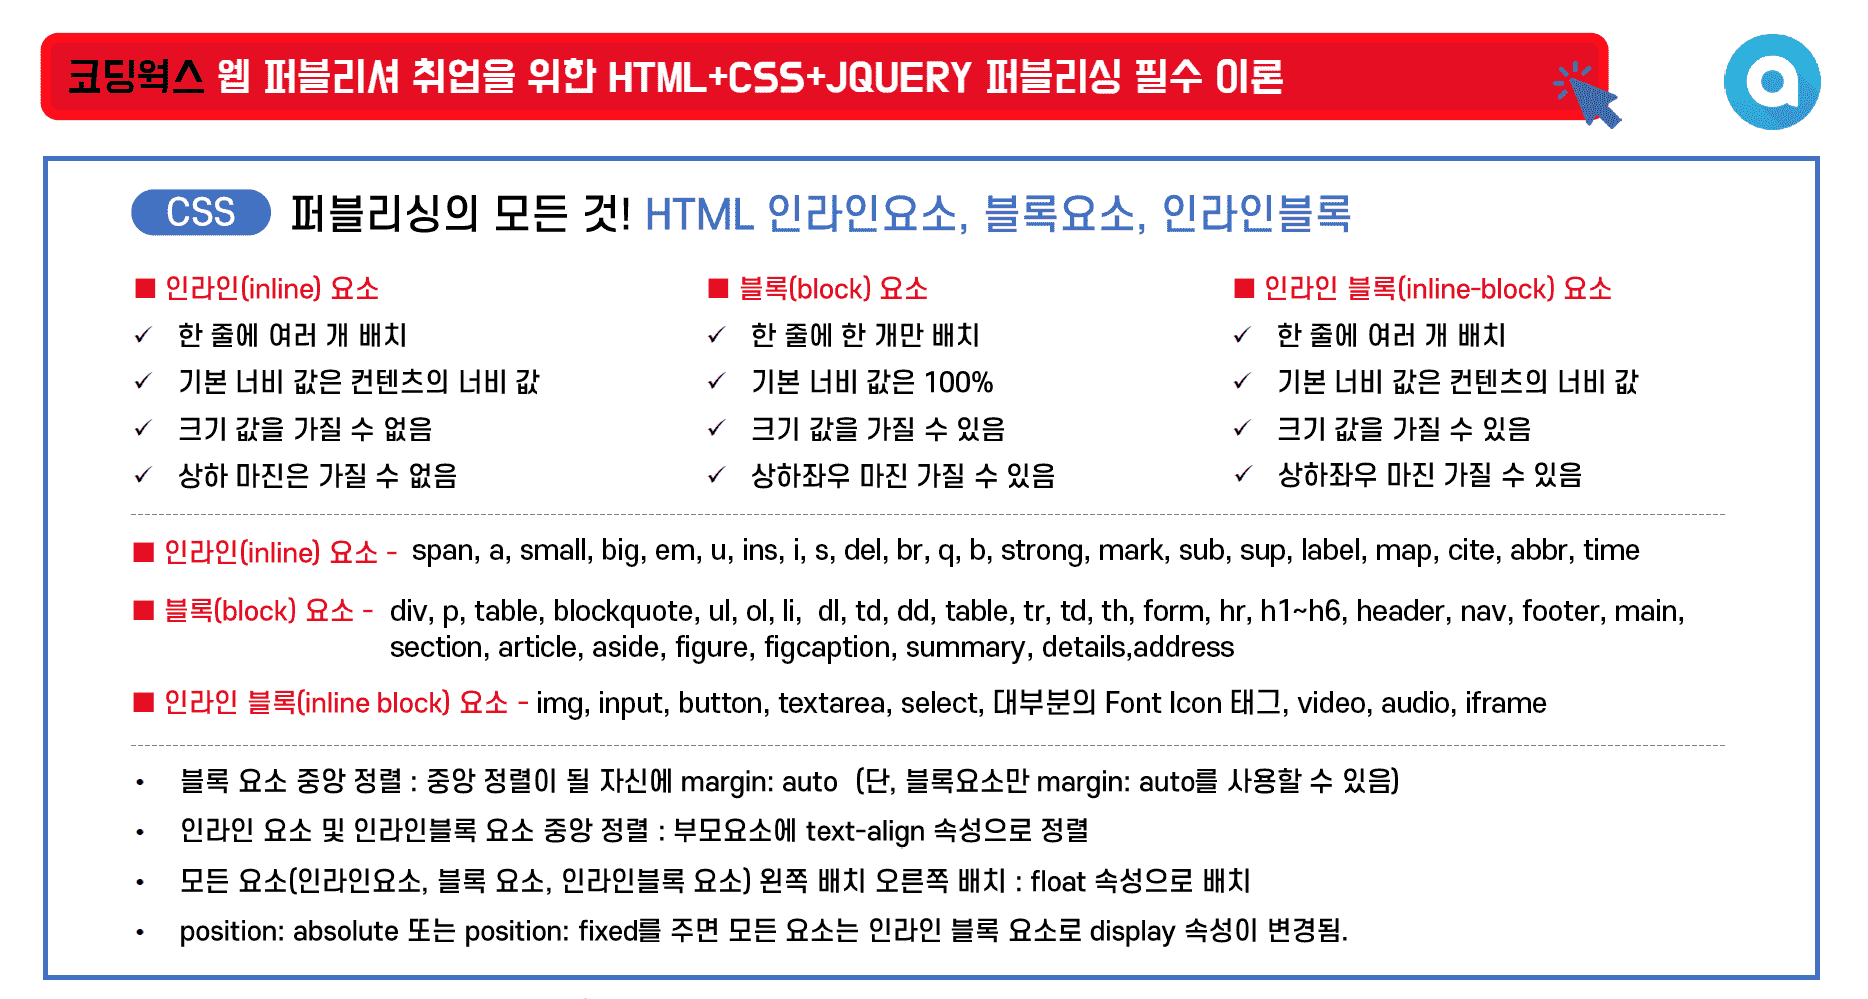 코딩웍스 웹 퍼블리셔 취업을 위한 HTML+CSS+JQUERY 퍼블리싱 필수 이론
CSS 퍼블리싱의 모든 것! HTML 인라인요소, 블록요소, 인라인블록
■ 인라인(inline) 요소
✓ 한 줄에 여러 개 배치
✓ 기본 너비 값은 컨텐츠의 너비 값
✓ 크기 값을 가질 수 없음
✓ 상하 마진은 가질 수 없음
■ 블록(block) 요소
✓ 한 줄에 한 개만 배치
✓ 기본 너비 값은 100%
✓ 크기 값을 가질 수 있음
✓ 상하좌우 마진 가질 수 있음
■ 인라인 블록(inline-block) 요소
✓ 한 줄에 여러 개 배치
✓ 기본 너비 값은 컨텐츠의 너비 값
✓ 크기 값을 가질 수 있음
✓ 상하좌우 마진 가질 수 있음
■ 인라인(inline) 요소 - span, a, small, big, em, u, ins, i, s, del, br, q, b, strong, mark, sub, sup, label, map, cite, abbr, time
■ 블록(block) 요소 - div, p, table, blockquote, ul, ol, li, dl, td, dd, table, tr, td, th, form, hr, h1~h6, header, nav, footer, main,
section, article, aside, figure, figcaption, summary, details,address
■ 인라인 블록(inline block) 요소 - img, input, button, textarea, select, 대부분의 Font Icon 태그, video, audio, iframe
• 블록 요소 중앙 정렬 : 중앙 정렬이 될 자신에 margin: auto (단, 블록요소만 margin: auto를 사용할 수 있음)
• 인라인 요소 및 인라인블록 요소 중앙 정렬 : 부모요소에 text-align 속성으로 정렬
• 모든 요소(인라인요소, 블록 요소, 인라인블록 요소) 왼쪽 배치 오른쪽 배치 : float 속성으로 배치
• position: absolute 또는 position: fixed를 주면 모든 요소는 인라인 블록 요소로 display 속성이 변경됨.